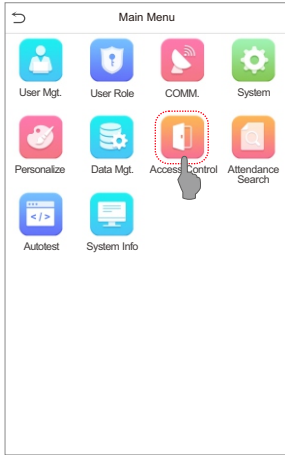 Main Menu
User Mgt.
User Role
COMM.
System
Personalize
Data Mgt.
Access Control
Attendance
Search
</>
Autotest
System Info